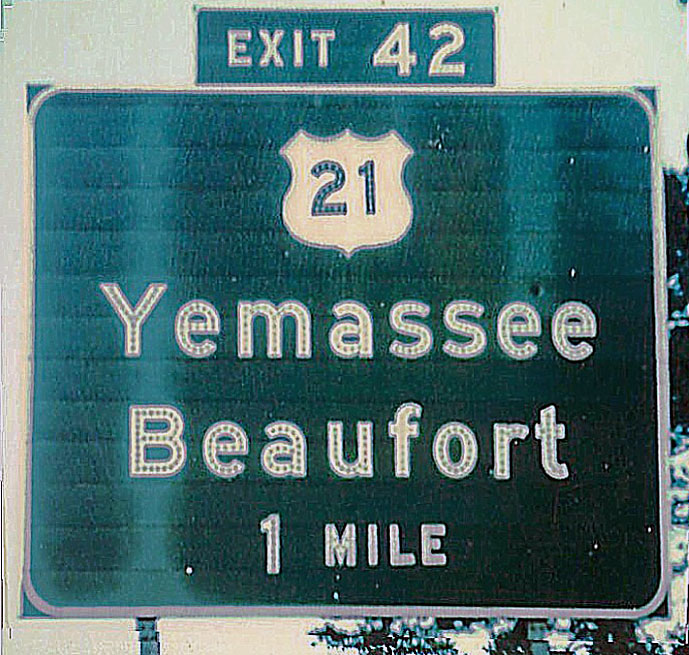 EXIT 42
21
Yemassee
Beaufort
1 MILE